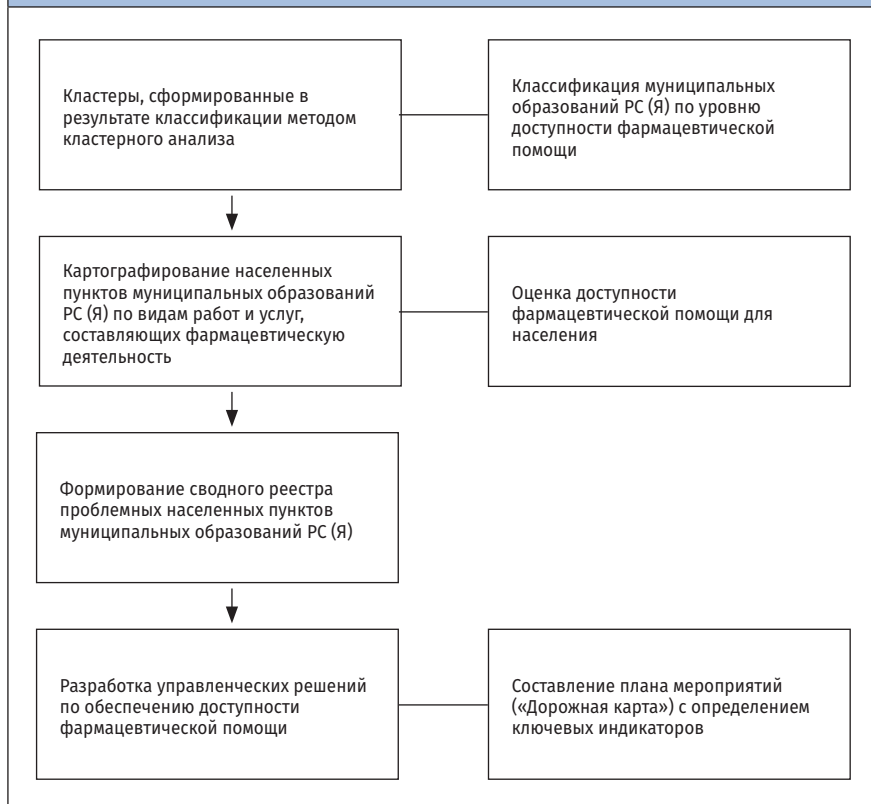 Кластеры, сформированные в
результате классификации методом
кластерного анализа
Классификация муниципальных
образований РС (Я) по уровню
доступности фармацевтической
помощи
Картографирование населенных
пунктов муниципальных образований
РС (Я) по видам работ и услуг,
составляющих фармацевтическую
деятельность
Оценка доступности
фармацевтической помощи для
населения
Формирование сводного реестра
проблемных населенных пунктов
муниципальных образований РС (Я)
Разработка управленческих решений
по обеспечению доступности
фармацевтической помощи
Составление плана мероприятий
(«Дорожная карта») с определением
ключевых индикаторов